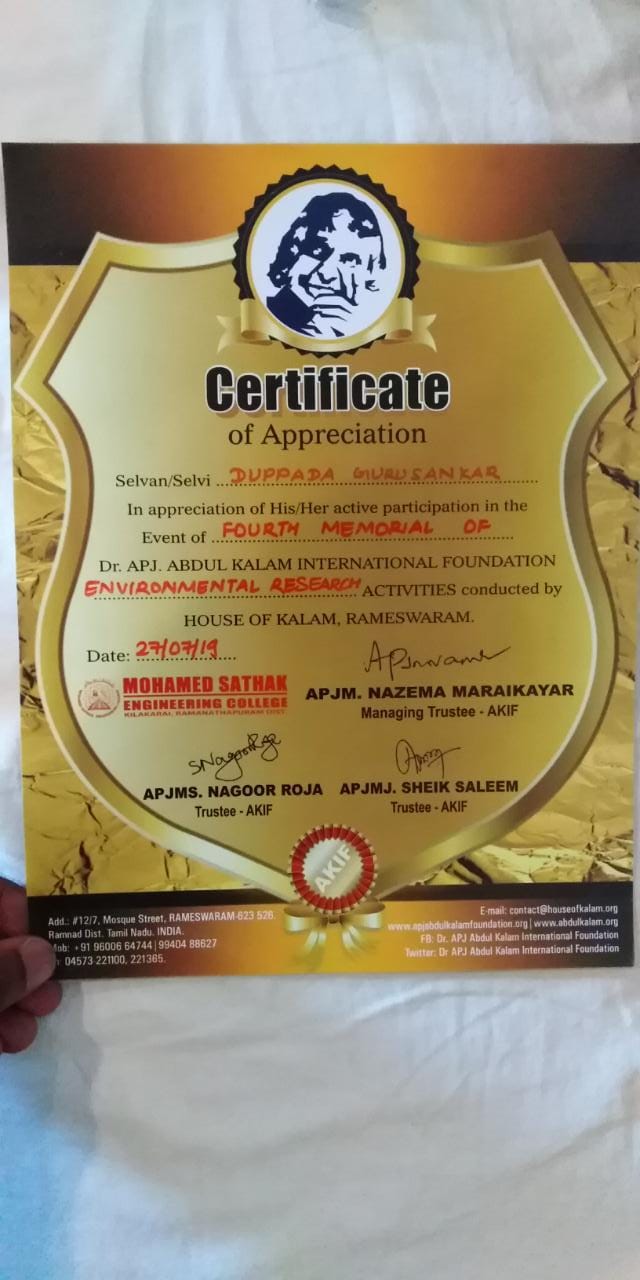 Certificate
of Appreciation
Selvan/Selvi DUPPADA GURUSANKAR
In appreciation of His/Her active participation in the
Event of FOURTH MEMORIAL OF
Dr. APJ. ABDUL KALAM INTERNATIONAL FOUNDATION
ENVIRONMENTAL RESEARCH ACTIVITIES conducted by
HOUSE OF KALAM, RAMESWARAM.
Date: 27/07/19
MOHAMED SATHAK
ENGINEERING COLLEGE
KILAKARAI, RAMANATHAPURAM DIST.
APJM. NAZEMA MARAIKAYAR
Managing Trustee - AKIF
SNagoorRoja
APJMS. NAGOOR ROJA
Trustee - AKIF
APJMJ. SHEIK SALEEM
Trustee - AKIF
AKIF
Add.: #12/7, Mosque Street, RAMESWARAM-623 526.
Ramnad Dist. Tamil Nadu. INDIA.
Mob: +91 96006 64744 | 99404 88627
: 04573-221100, 221365.
E-mail: contact@houseofkalam.org
www.apjabdulkalamfoundation.org | www.abdulkalam.org
FB: Dr. APJ Abdul Kalam International Foundation
Twitter: Dr APJ Abdul Kalam International Foundation